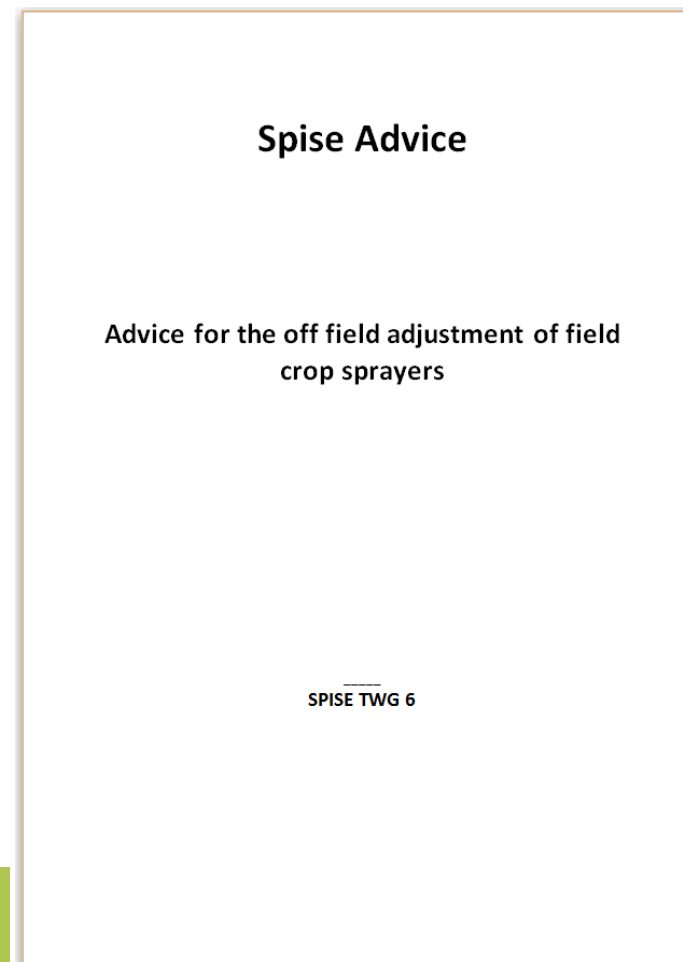 Spise Advice
Advice for the off field adjustment of field
crop sprayers
SPISE TWG 6